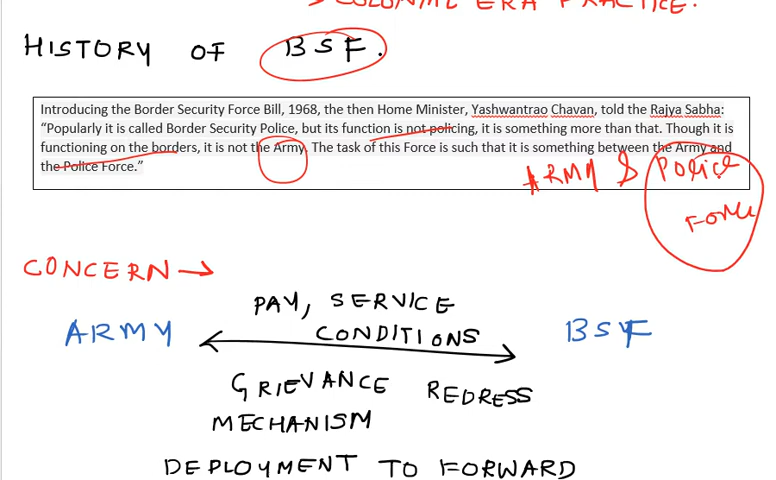 > COLONIAL ERA PRACTICE.
HISTORY OF BSF.
Introducing the Border Security Force Bill, 1968, the then Home Minister, Yashwantrao Chavan, told the Rajya Sabha:
“Popularly it is called Border Security Police, but its function is not policing, it is something more than that. Though it is
functioning on the borders, it is not the Army. The task of this Force is such that it is something between the Army and
the Police Force.”
ARMY & Police
Force
CONCERN →
PAY, SERVICE
CONDITIONS
ARMY BSF
GRIEVANCE REDRESS
MECHANISM
DEPLOYMENT TO FORWARD